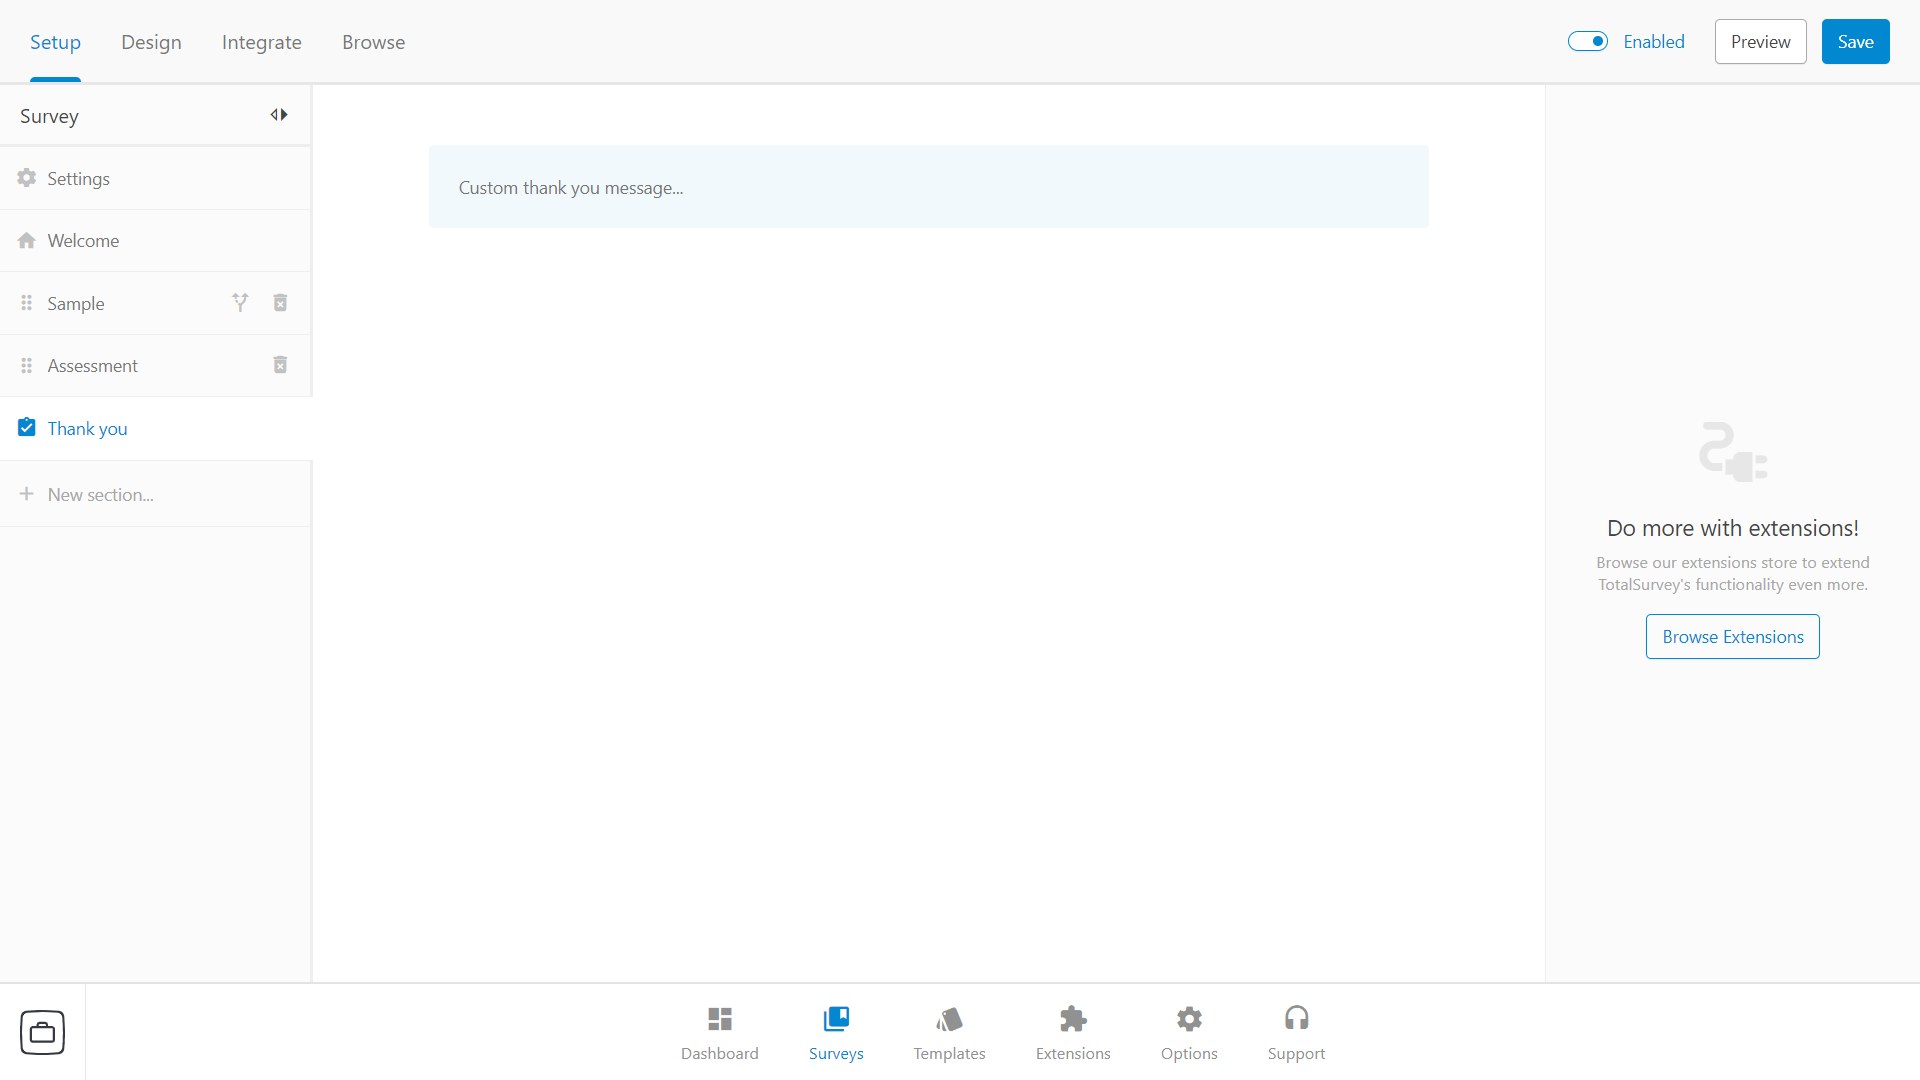 Setup
Design
Integrate
Browse
Enabled
Preview
Save
Survey
Settings
Welcome
Sample
Assessment
Thank you
New section...
Custom thank you message...
Do more with extensions!
Browse our extensions store to extend
TotalSurvey's functionality even more.
Browse Extensions
Dashboard
Surveys
Templates
Extensions
Options
Support